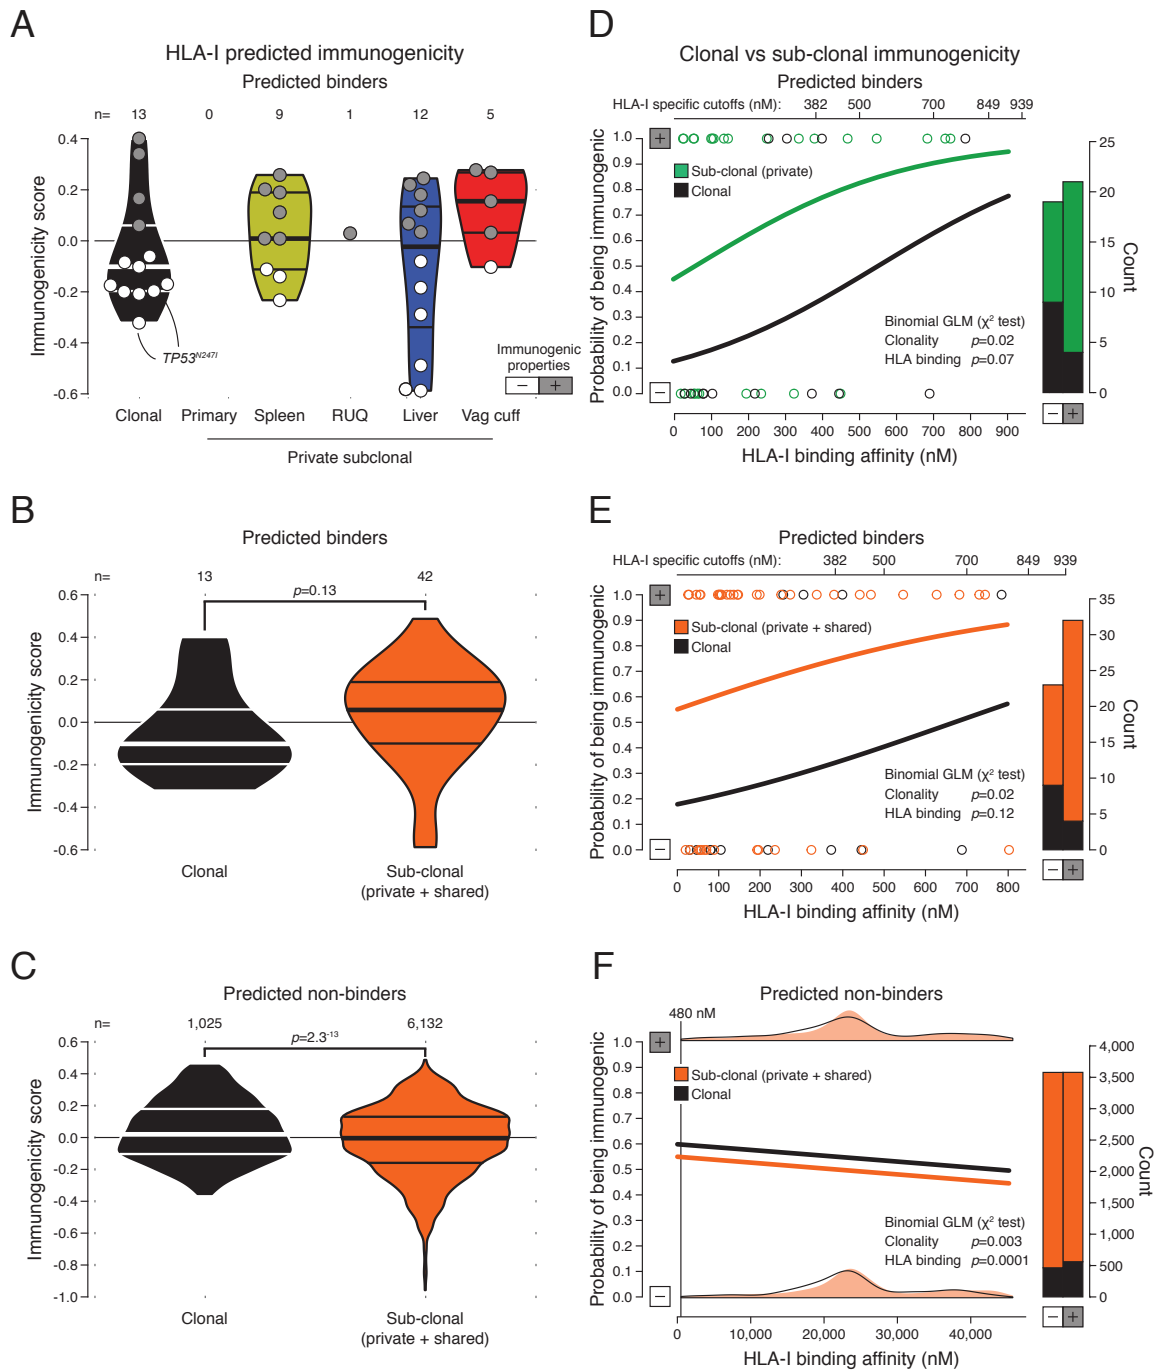 A
HLA-I predicted immunogenicity
Predicted binders
n= 13 0 9 1 12 5
0.4
0.2
0.0
-0.2
-0.4
-0.6
Immunogenicity score
TP53N247I
Immunogenic
properties
− +
Clonal Primary Spleen RUQ Liver Vag cuff
Private subclonal
B
Predicted binders
n= 13 42
p=0.13
0.6
0.4
0.2
0.0
-0.2
-0.4
-0.6
Immunogenicity score
Clonal Sub-clonal
(private + shared)
C
Predicted non-binders
n= 1,025 6,132
p=2.3-13
0.6
0.4
0.2
0.0
-0.2
-0.4
-0.6
-0.8
-1.0
Immunogenicity score
Clonal Sub-clonal
(private + shared)
D
Clonal vs sub-clonal immunogenicity
Predicted binders
HLA-I specific cutoffs (nM): 382 500 700 849 939
+
−
1.0
0.9
0.8
0.7
0.6
0.5
0.4
0.3
0.2
0.1
0.0
Probability of being immunogenic
Sub-clonal (private)
Clonal
Binomial GLM (χ2 test)
Clonality p=0.02
HLA binding p=0.07
0 100 200 300 400 500 600 700 800 900
HLA-I binding affinity (nM)
25
20
15
10
5
0
Count
− +
E
Predicted binders
HLA-I specific cutoffs (nM): 382 500 700 849 939
+
−
1.0
0.9
0.8
0.7
0.6
0.5
0.4
0.3
0.2
0.1
0.0
Probability of being immunogenic
Sub-clonal (private + shared)
Clonal
Binomial GLM (χ2 test)
Clonality p=0.02
HLA binding p=0.12
0 100 200 300 400 500 600 700 800
HLA-I binding affinity (nM)
35
30
25
20
15
10
5
0
Count
− +
F
Predicted non-binders
480 nM
+
−
1.0
0.9
0.8
0.7
0.6
0.5
0.4
0.3
0.2
0.1
0.0
Probability of being immunogenic
Sub-clonal (private + shared)
Clonal
Binomial GLM (χ2 test)
Clonality p=0.003
HLA binding p=0.0001
0 10,000 20,000 30,000 40,000
HLA-I binding affinity (nM)
4,000
3,500
3,000
2,500
2,000
1,500
1,000
500
0
Count
− +